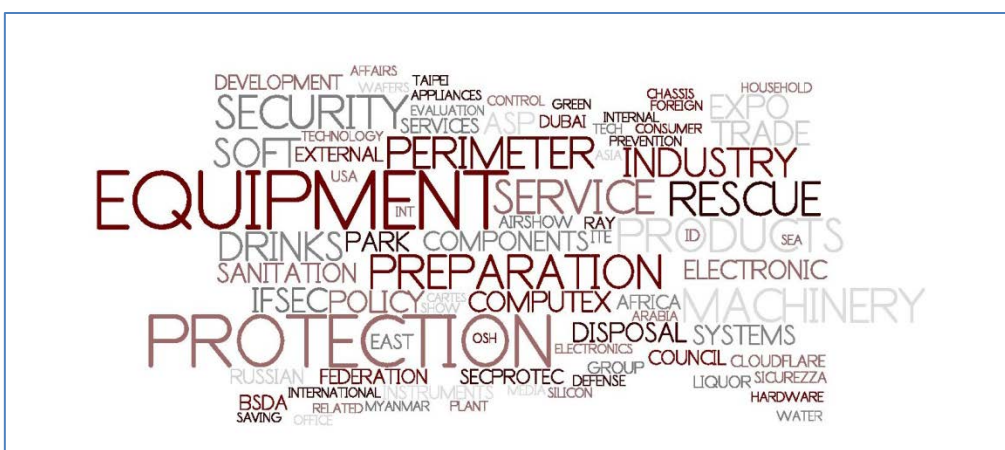 AFFAIRS
DEVELOPMENT WAFERS TAIPEI HOUSEHOLD
APPLIANCES CONTROL GREEN CHASSIS
SECURITY EVALUATION ASP DUBAI INTERNAL FOREIGN EXPO
TECHNOLOGY SERVICES TECH CONSUMER TRADE
SOFT EXTERNAL PERIMETER ASIA PREVENTION INDUSTRY
USA
EQUIPMENT SERVICE RESCUE
INT AIRSHOW RAY PRODUCTS
DRINKS PARK COMPONENTS ITE ID SEA
SANITATION PREPARATION ELECTRONIC
IFSEC POLICY CARTES COMPUTEX AFRICA MACHINERY
SHOW ARABIA
PROTECTION EAST OSH DISPOSAL SYSTEMS
ELECTRONICS COUNCIL CLOUDFLARE
RUSSIAN FEDERATION SECPROTEC GROUP
DEFENSE LIQUOR SICUREZZA
INTERNATIONAL INSTRUMENTS MEDIA SILICON HARDWARE
BSDA RELATED MYANMAR PLANT
SAVING OFFICE WATER